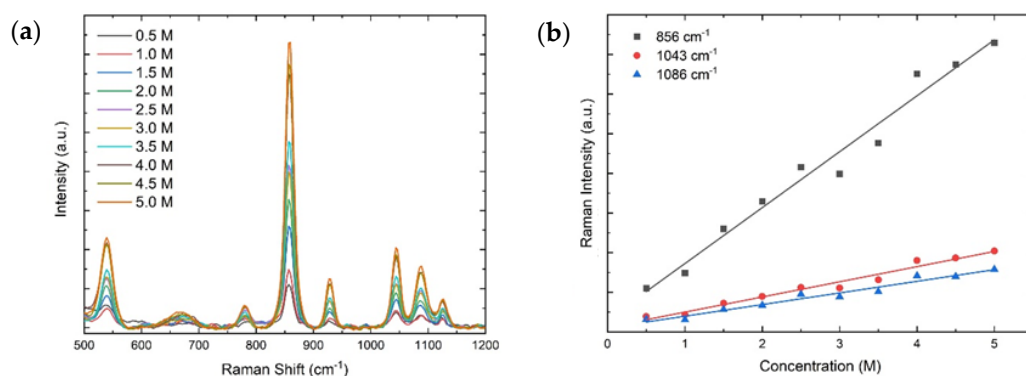 (a)
0.5 M
1.0 M
1.5 M
2.0 M
2.5 M
3.0 M
3.5 M
4.0 M
4.5 M
5.0 M
Intensity (a.u.)
500 600 700 800 900 1000 1100 1200
Raman Shift (cm⁻¹)
(b)
856 cm⁻¹
1043 cm⁻¹
1086 cm⁻¹
Raman Intensity (a.u.)
0 1 2 3 4 5
Concentration (M)